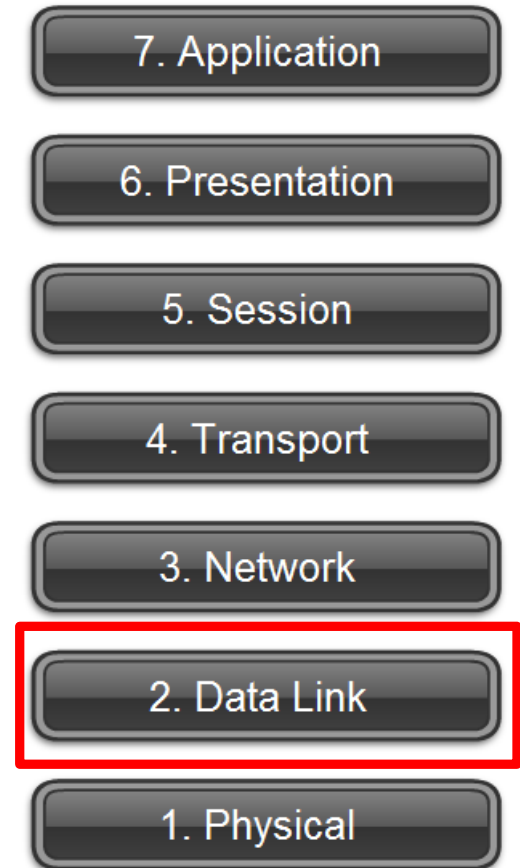 7. Application
6. Presentation
5. Session
4. Transport
3. Network
2. Data Link
1. Physical